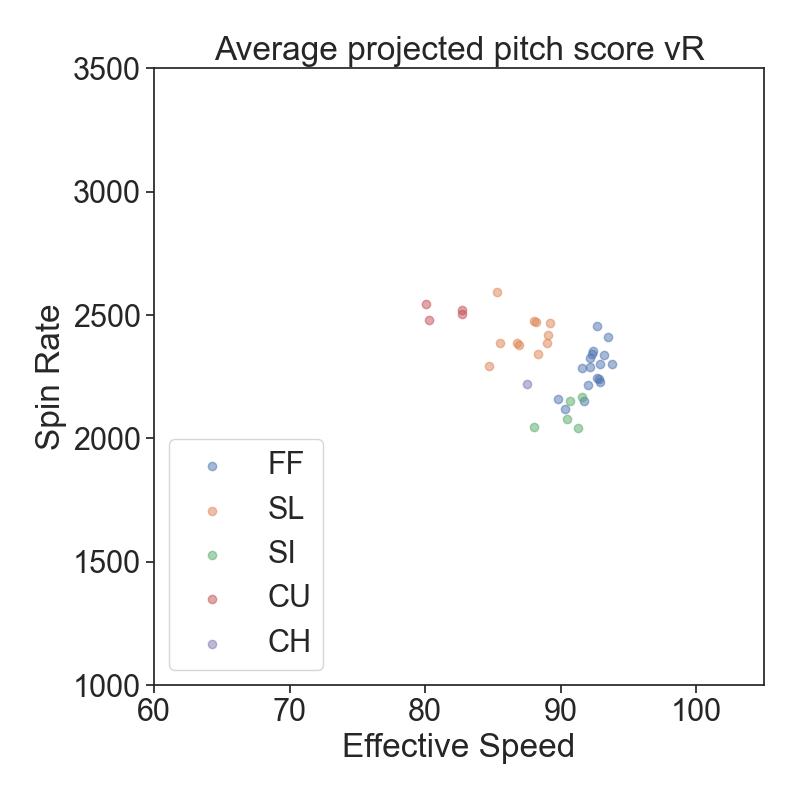 Average projected pitch score vR
3500
3000
2500
2000
1500
1000
Spin Rate
FF
SL
SI
CU
CH
60
70
80
90
100
Effective Speed